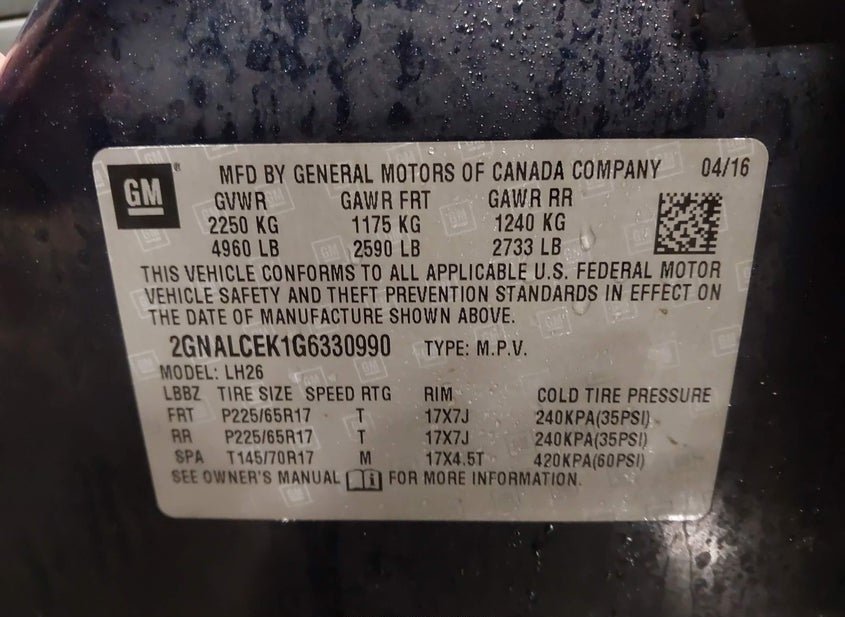 GM MFD BY GENERAL MOTORS OF CANADA COMPANY 04/16
GVWR GAWR FRT GAWR RR
2250 KG 1175 KG 1240 KG
4960 LB 2590 LB 2733 LB
THIS VEHICLE CONFORMS TO ALL APPLICABLE U.S. FEDERAL MOTOR
VEHICLE SAFETY AND THEFT PREVENTION STANDARDS IN EFFECT ON
THE DATE OF MANUFACTURE SHOWN ABOVE.
2GNALCEK1G6330990 TYPE: M.P.V.
MODEL: LH26
LBBZ TIRE SIZE SPEED RTG RIM COLD TIRE PRESSURE
FRT P225/65R17 T 17X7J 240KPA(35PSI)
RR P225/65R17 T 17X7J 240KPA(35PSI)
SPA T145/70R17 M 17X4.5T 420KPA(60PSI)
SEE OWNER'S MANUAL i FOR MORE INFORMATION.